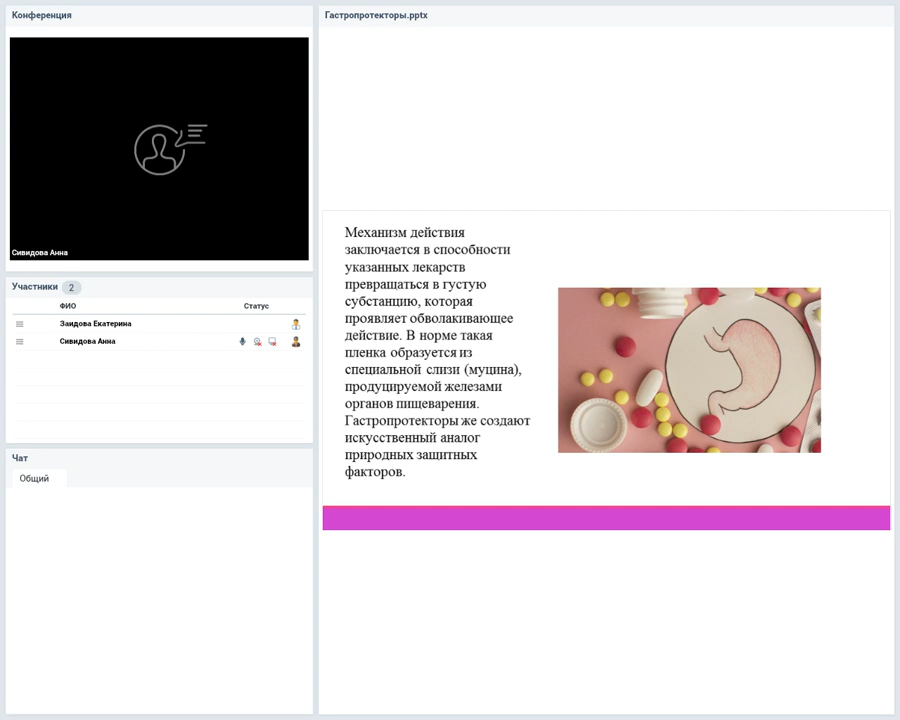 Конференция
Сивидова Анна
Участники 2
ФИО Статус
Заидова Екатерина
Сивидова Анна
Чат
Общий
Гастропротекторы.pptx
Механизм действия
заключается в способности
указанных лекарств
превращаться в густую
субстанцию, которая
проявляет обволакивающее
действие. В норме такая
пленка образуется из
специальной слизи (муцина),
продуцируемой железами
органов пищеварения.
Гастропротекторы же создают
искусственный аналог
природных защитных
факторов.